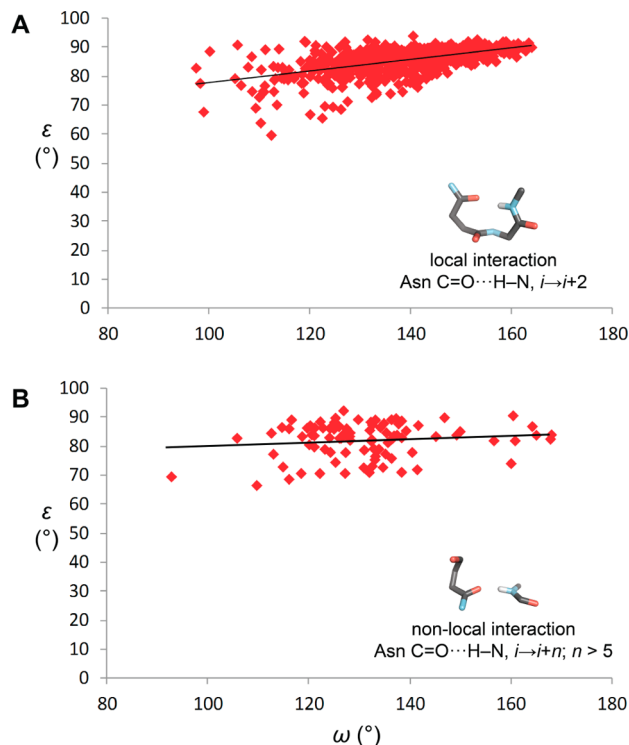 A
100
90
80
70
60
50
40
30
20
10
0
ε
(°)
local interaction
Asn C=O···H–N, i→i+2
80 100 120 140 160 180
B
100
90
80
70
60
50
40
30
20
10
0
ε
(°)
non-local interaction
Asn C=O···H–N, i→i+n; n > 5
80 100 120 140 160 180
ω (°)